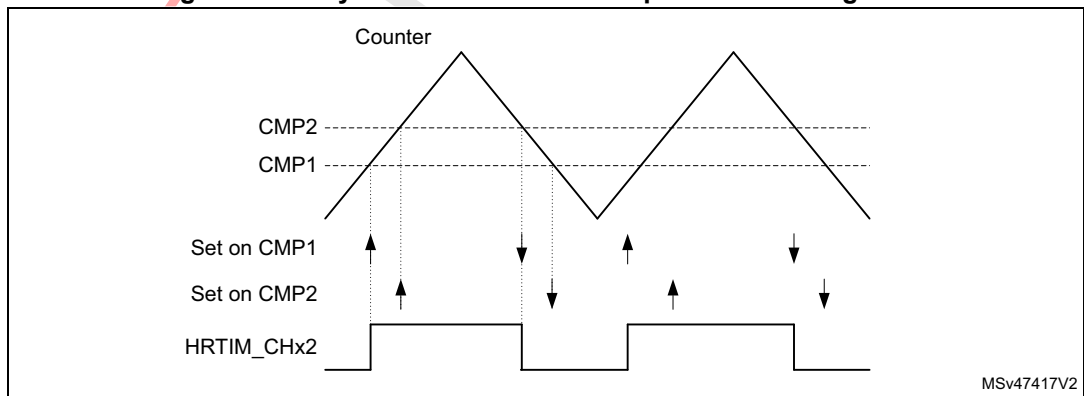 Counter
CMP2
CMP1
Set on CMP1
Set on CMP2
HRTIM_CHx2
MSv47417V2